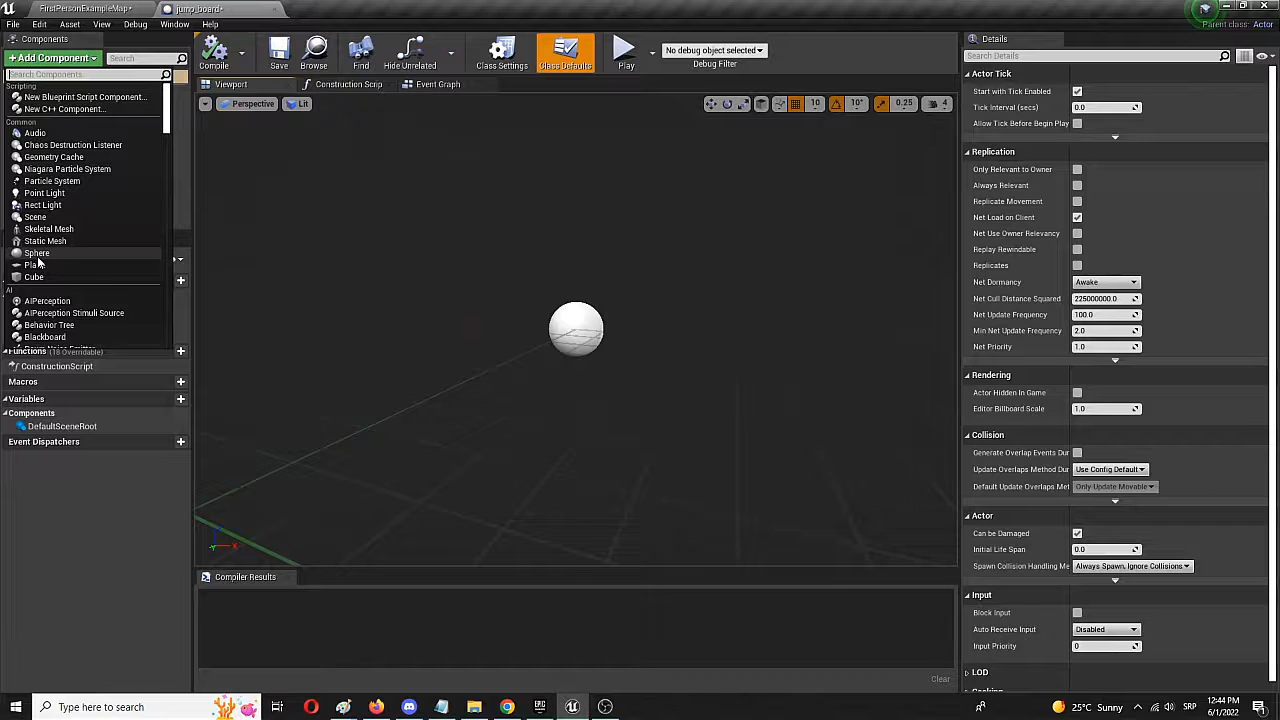 FirstPersonExampleMap*
jump_board*
File Edit Asset View Debug Window Help
Parent class: Actor
Components
+Add Component
Search
Search Components
Scripting
New Blueprint Script Component...
New C++ Component...
Common
Audio
Chaos Destruction Listener
Geometry Cache
Niagara Particle System
Particle System
Point Light
Rect Light
Scene
Skeletal Mesh
Static Mesh
Sphere
Cube
AI
AIPerception
AIPerception Stimuli Source
Behavior Tree
Blackboard
Functions (18 Overridable)
ConstructionScript
Macros
Variables
Components
DefaultSceneRoot
Event Dispatchers
Compile
Save
Browse
Find
Hide Unrelated
Class Settings
Class Defaults
Play
No debug object selected
Debug Filter
Viewport
Construction Scrip
Event Graph
Perspective
Lit
10
10°
0.25
4
Compiler Results
Clear
Details
Search Details
Actor Tick
Start with Tick Enabled
Tick Interval (secs) 0.0
Allow Tick Before Begin Play
Replication
Only Relevant to Owner
Always Relevant
Replicate Movement
Net Load on Client
Net Use Owner Relevancy
Replay Rewindable
Replicates
Net Dormancy Awake
Net Cull Distance Squared 225000000.0
Net Update Frequency 100.0
Min Net Update Frequency 2.0
Net Priority 1.0
Rendering
Actor Hidden In Game
Editor Billboard Scale 1.0
Collision
Generate Overlap Events Dur
Update Overlaps Method Dur Use Config Default
Default Update Overlaps Met Only Update Movable
Actor
Can be Damaged
Initial Life Span 0.0
Spawn Collision Handling Me Always Spawn, Ignore Collisions
Input
Block Input
Auto Receive Input Disabled
Input Priority 0
LOD
Type here to search
25°C Sunny
SRP
12:44 PM
6/1/2022